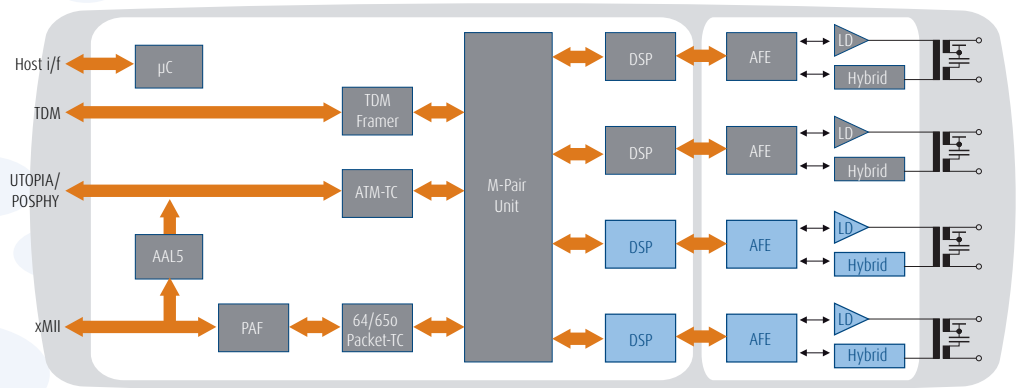 Host i/f
µC
TDM
TDM
Framer
UTOPIA/
POSPHY
ATM-TC
AAL5
xMII
PAF
64/65o
Packet-TC
M-Pair
Unit
DSP
AFE
LD
Hybrid
DSP
AFE
LD
Hybrid
DSP
AFE
LD
Hybrid
DSP
AFE
LD
Hybrid